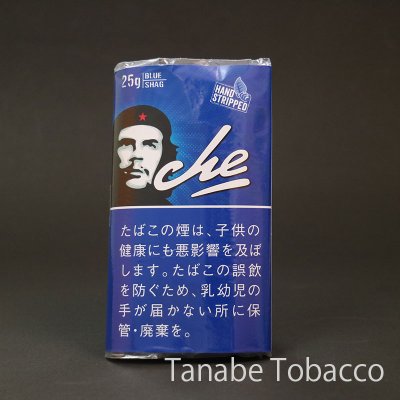 25g BLUE SHAG
HAND STRIPPED
che
たばこの煙は、子供の
健康にも悪影響を及ぼ
します。たばこの誤飲
を防ぐため、乳幼児の
手が届かない所に保
管・廃棄を。
Tanabe Tobacco